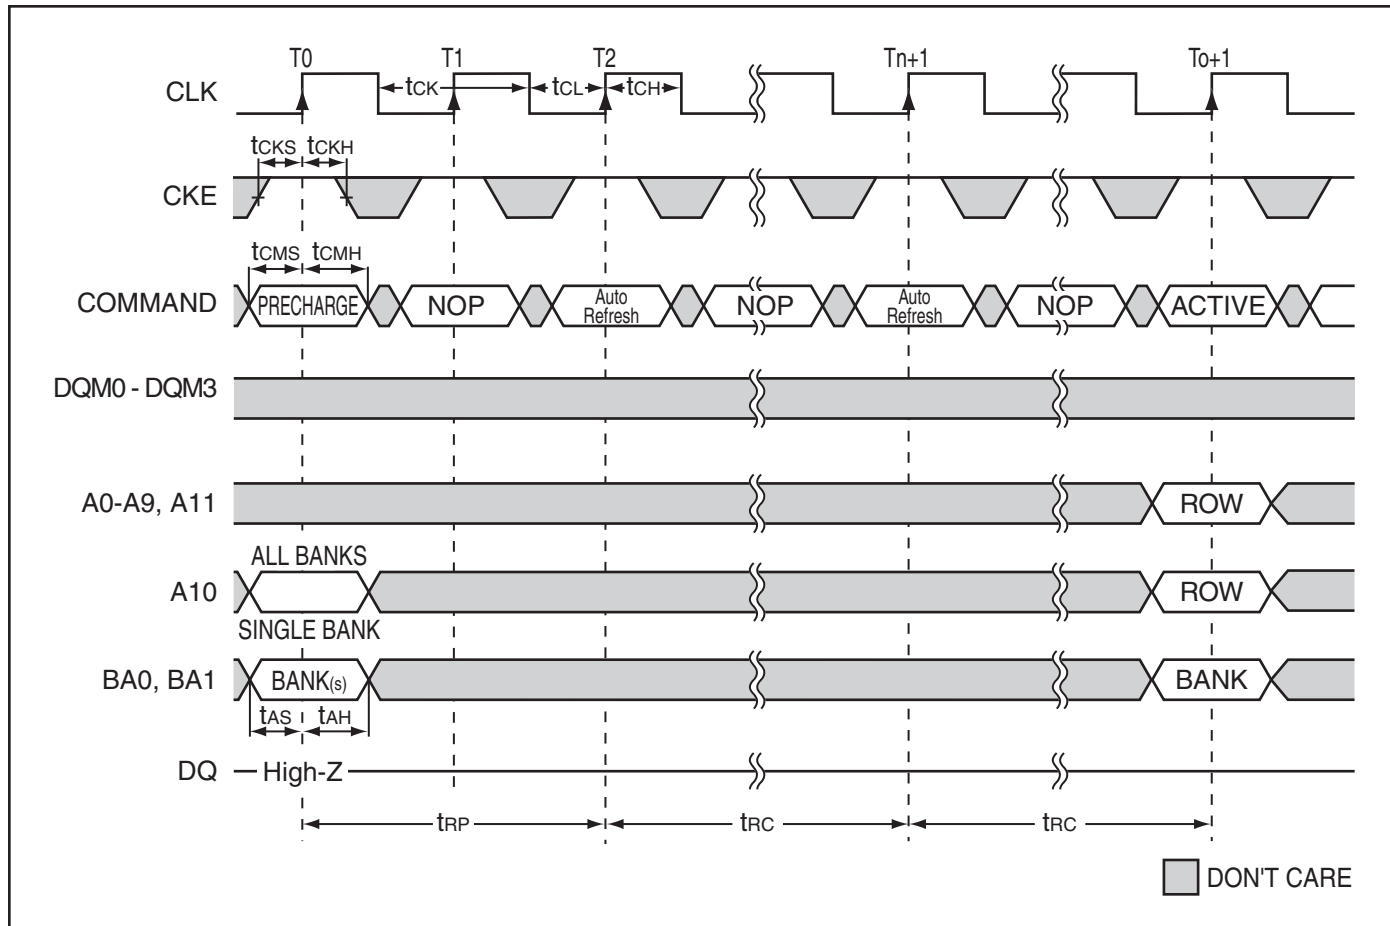 T0 T1 T2 Tn+1 To+1
CLK tCK tCL tCH
tCKS tCKH
CKE
tCMS tCMH
COMMAND PRECHARGE NOP Auto Refresh NOP Auto Refresh NOP ACTIVE
DQM0 - DQM3
A0-A9, A11 ROW
ALL BANKS
A10 ROW
SINGLE BANK
BA0, BA1 BANK(s) BANK
tAS tAH
DQ High-Z
tRP tRC tRC
DON'T CARE